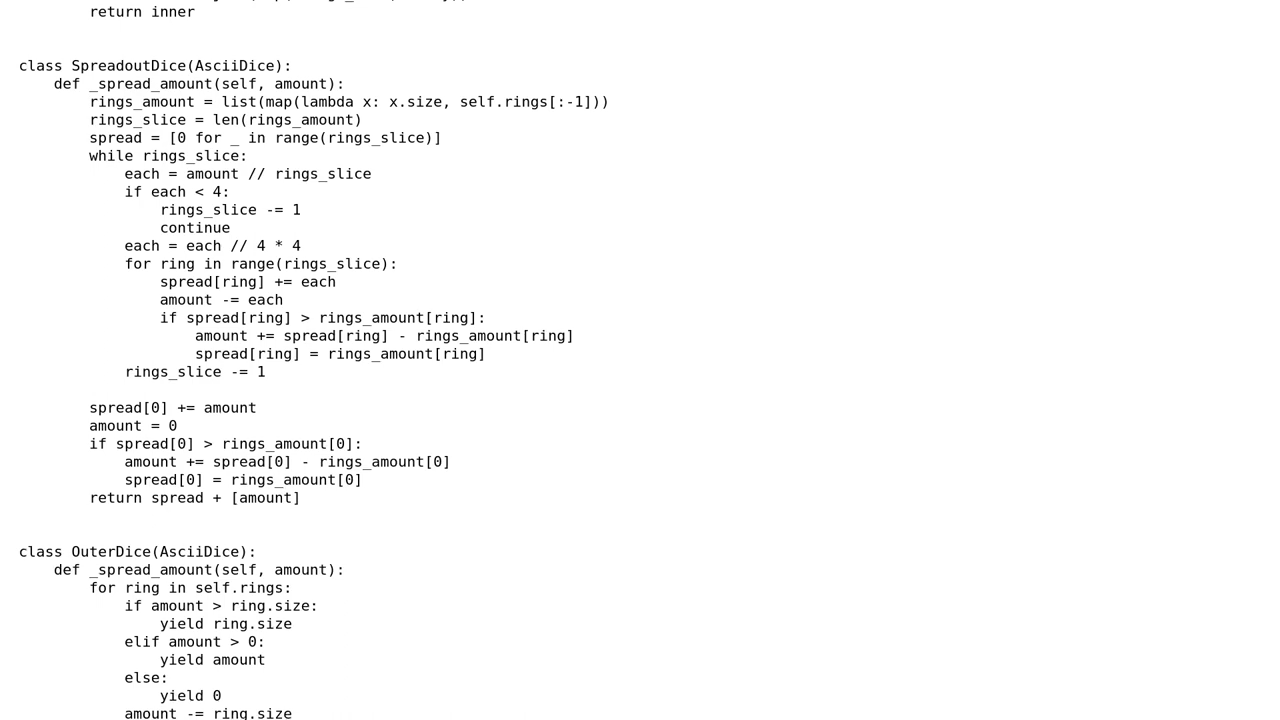 return inner
class SpreadoutDice(AsciiDice):
def _spread_amount(self, amount):
rings_amount = list(map(lambda x: x.size, self.rings[:-1]))
rings_slice = len(rings_amount)
spread = [0 for _ in range(rings_slice)]
while rings_slice:
each = amount // rings_slice
if each < 4:
rings_slice -= 1
continue
each = each // 4 * 4
for ring in range(rings_slice):
spread[ring] += each
amount -= each
if spread[ring] > rings_amount[ring]:
amount += spread[ring] - rings_amount[ring]
spread[ring] = rings_amount[ring]
rings_slice -= 1
spread[0] += amount
amount = 0
if spread[0] > rings_amount[0]:
amount += spread[0] - rings_amount[0]
spread[0] = rings_amount[0]
return spread + [amount]
class OuterDice(AsciiDice):
def _spread_amount(self, amount):
for ring in self.rings:
if amount > ring.size:
yield ring.size
elif amount > 0:
yield amount
else:
yield 0
amount -= ring.size